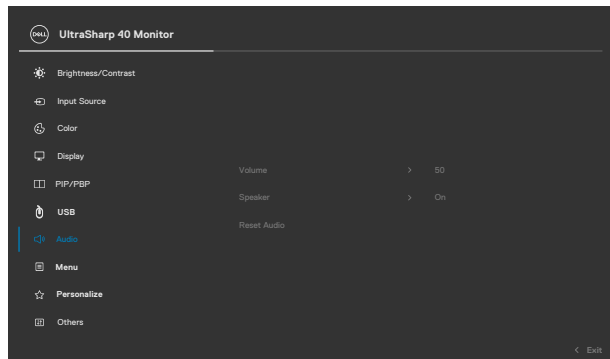 DELL UltraSharp 40 Monitor
Brightness/Contrast
Input Source
Color
Display
Volume > 50
PIP/PBP
Speaker > On
USB
Reset Audio
Audio
Menu
Personalize
Others
< Exit